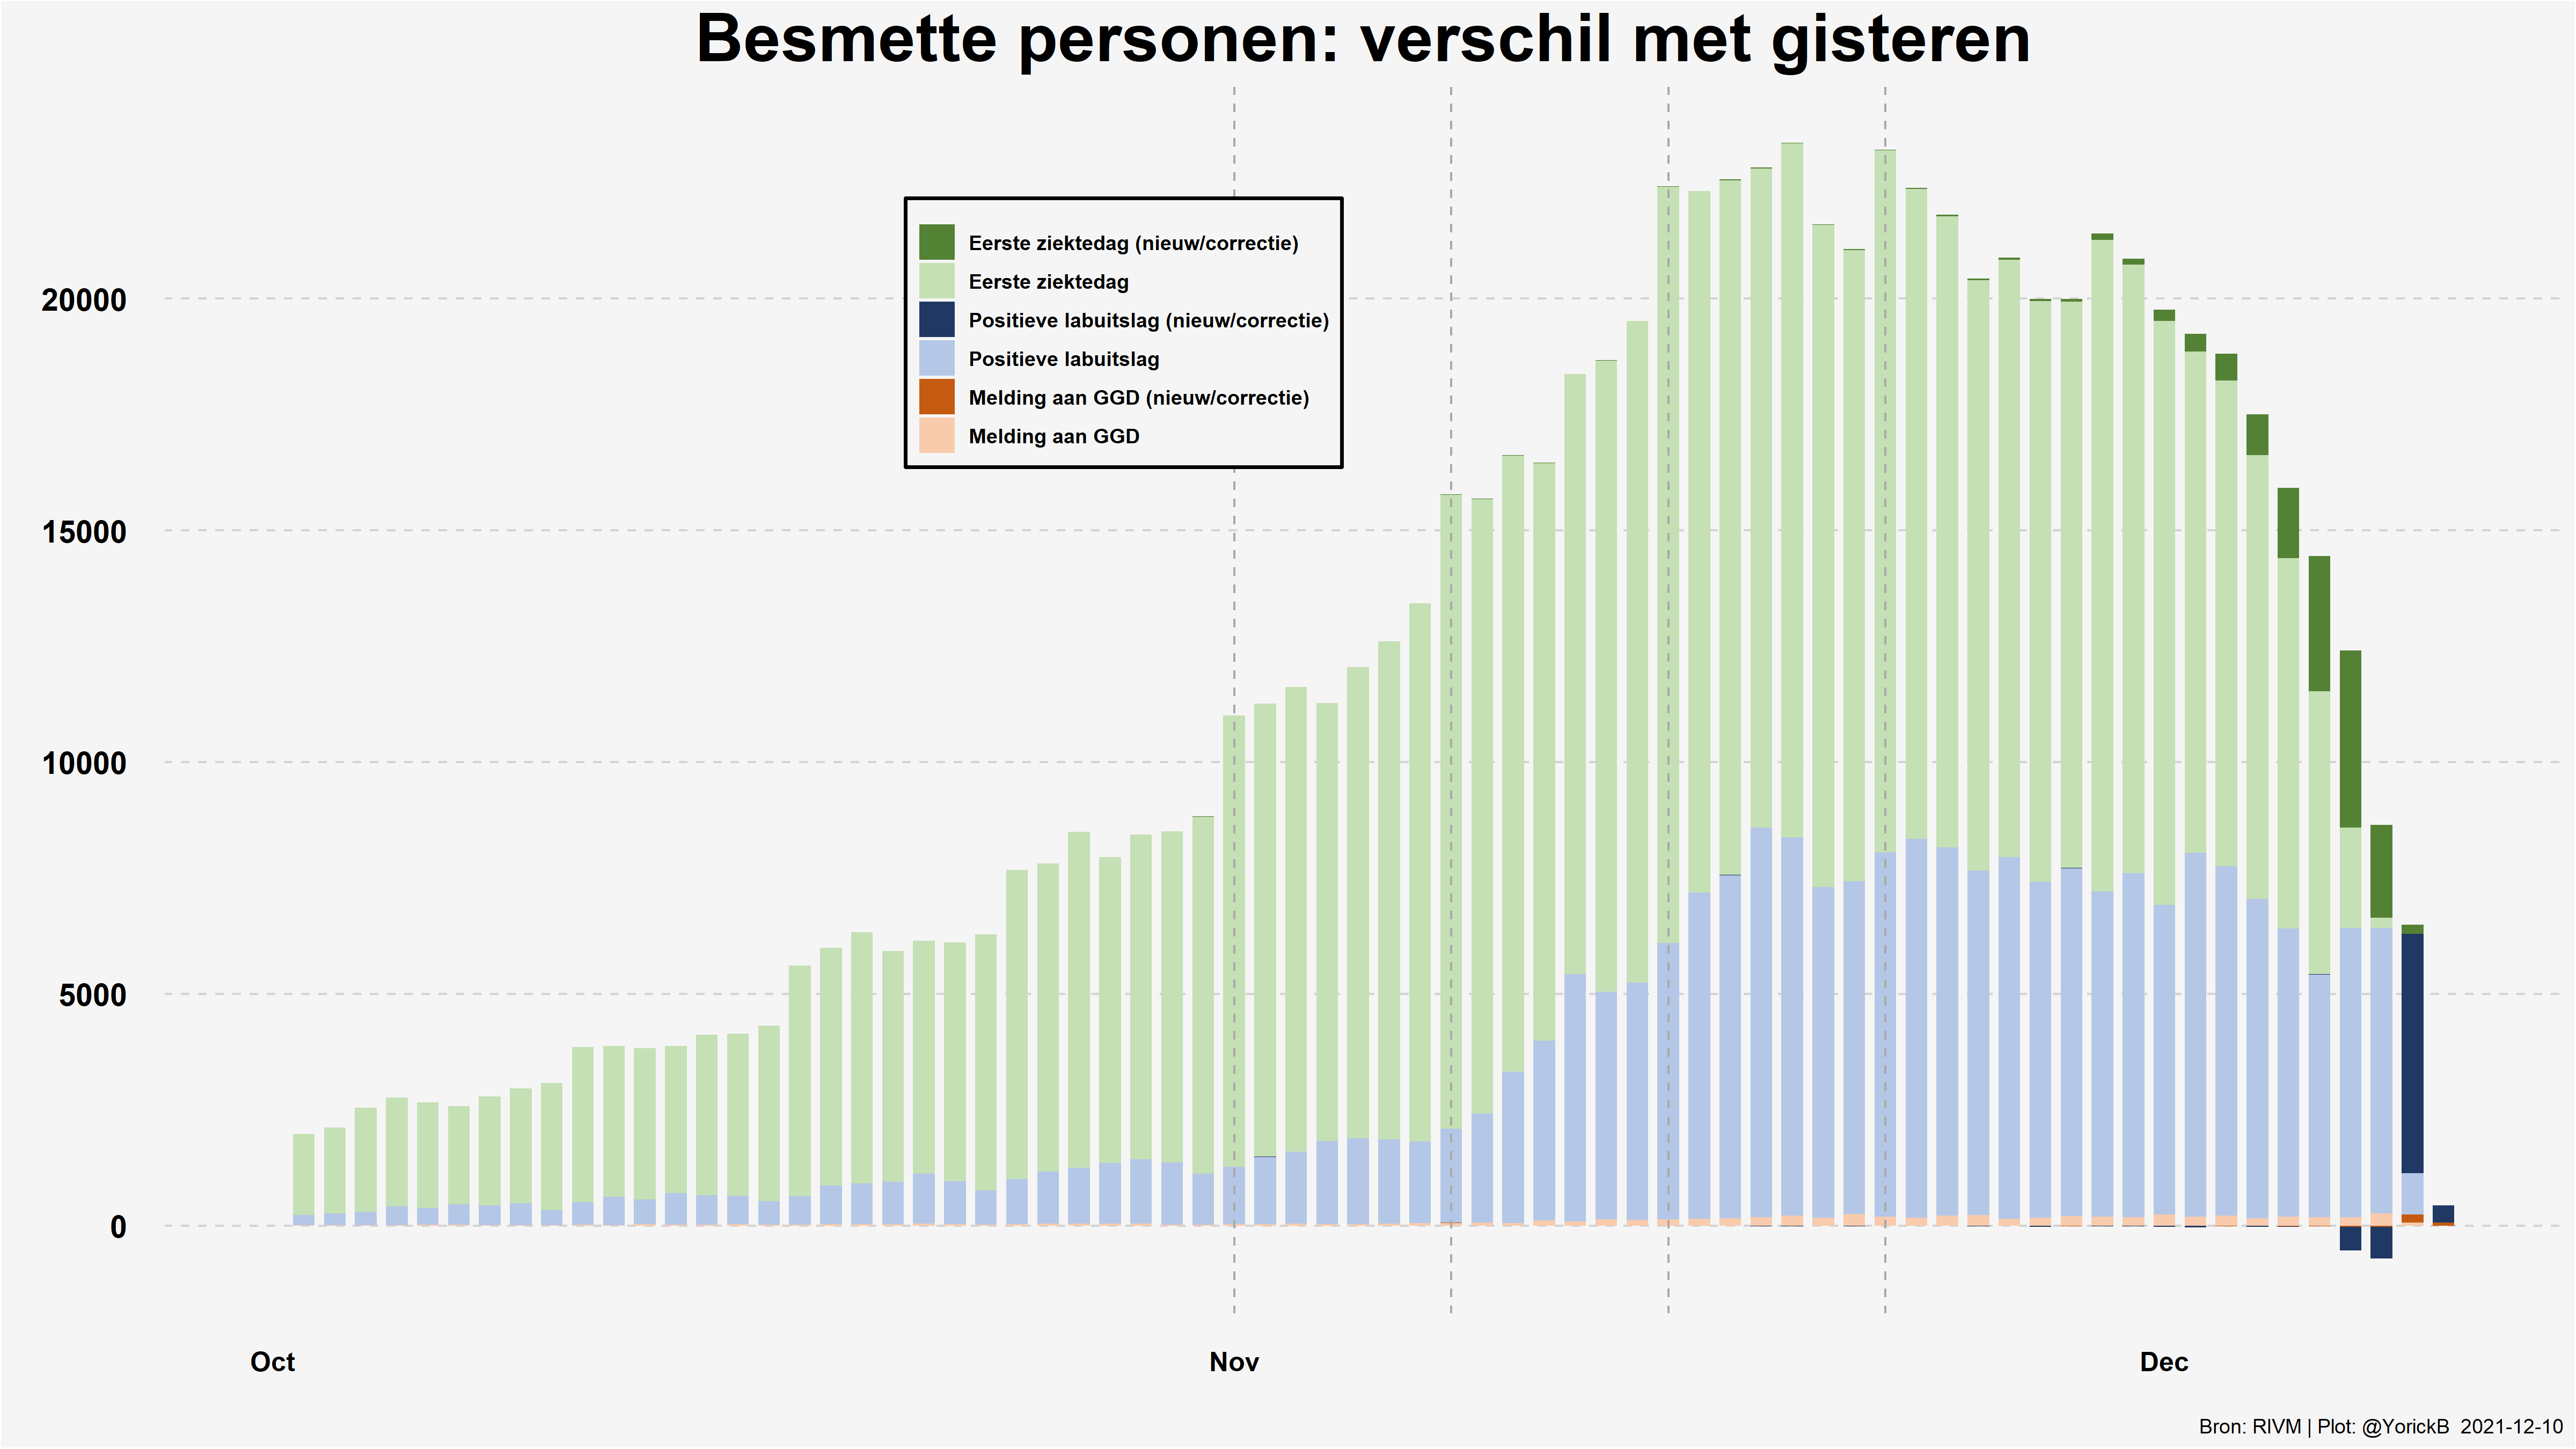 Besmette personen: verschil met gisteren
Eerste ziektedag (nieuw/correctie)
Eerste ziektedag
Positieve labuitslag (nieuw/correctie)
Positieve labuitslag
Melding aan GGD (nieuw/correctie)
Melding aan GGD
20000
15000
10000
5000
0
Oct
Nov
Dec
Bron: RIVM | Plot: @YorickB 2021-12-10